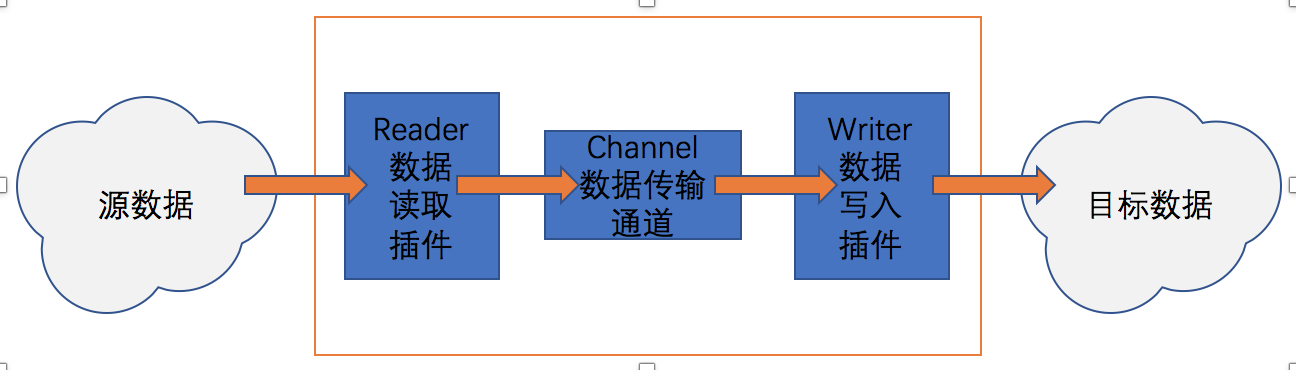 源数据
Reader
数据
读取
插件
Channel
数据传输
通道
Writer
数据
写入
插件
目标数据